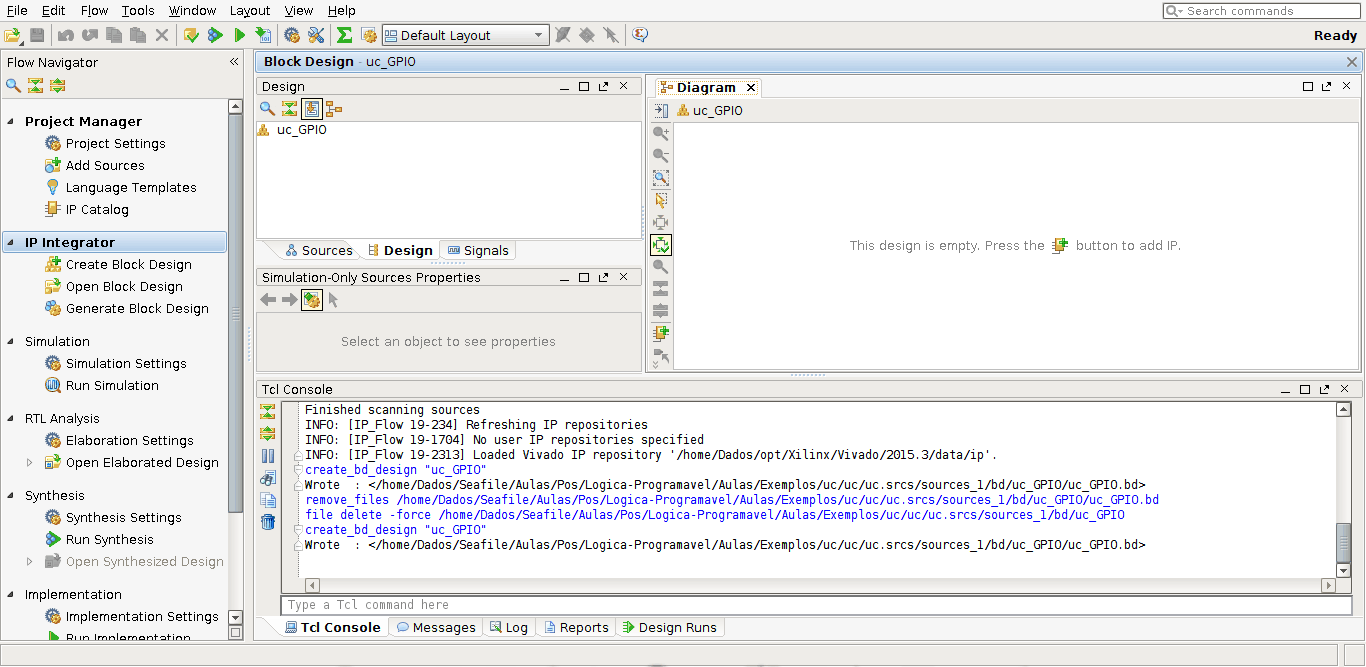 File Edit Flow Tools Window Layout View Help
Search commands
Default Layout
Ready
Flow Navigator
Project Manager
Project Settings
Add Sources
Language Templates
IP Catalog
IP Integrator
Create Block Design
Open Block Design
Generate Block Design
Simulation
Simulation Settings
Run Simulation
RTL Analysis
Elaboration Settings
Open Elaborated Design
Synthesis
Synthesis Settings
Run Synthesis
Open Synthesized Design
Implementation
Implementation Settings
Run Implementation
Block Design - uc_GPIO
Design
uc_GPIO
Sources Design Signals
Simulation-Only Sources Properties
Select an object to see properties
Diagram
uc_GPIO
This design is empty. Press the button to add IP.
Tcl Console
Finished scanning sources
INFO: [IP_Flow 19-234] Refreshing IP repositories
INFO: [IP_Flow 19-1704] No user IP repositories specified
INFO: [IP_Flow 19-2313] Loaded Vivado IP repository '/home/Dados/opt/Xilinx/Vivado/2015.3/data/ip'.
create_bd_design "uc_GPIO"
Wrote  : </home/Dados/Seafile/Aulas/Pos/Logica-Programavel/Aulas/Exemplos/uc/uc/uc.srcs/sources_1/bd/uc_GPIO/uc_GPIO.bd>
remove_files /home/Dados/Seafile/Aulas/Pos/Logica-Programavel/Aulas/Exemplos/uc/uc/uc.srcs/sources_1/bd/uc_GPIO/uc_GPIO.bd
file delete -force /home/Dados/Seafile/Aulas/Pos/Logica-Programavel/Aulas/Exemplos/uc/uc/uc.srcs/sources_1/bd/uc_GPIO
create_bd_design "uc_GPIO"
Wrote  : </home/Dados/Seafile/Aulas/Pos/Logica-Programavel/Aulas/Exemplos/uc/uc/uc.srcs/sources_1/bd/uc_GPIO/uc_GPIO.bd>
Type a Tcl command here
Tcl Console Messages Log Reports Design Runs